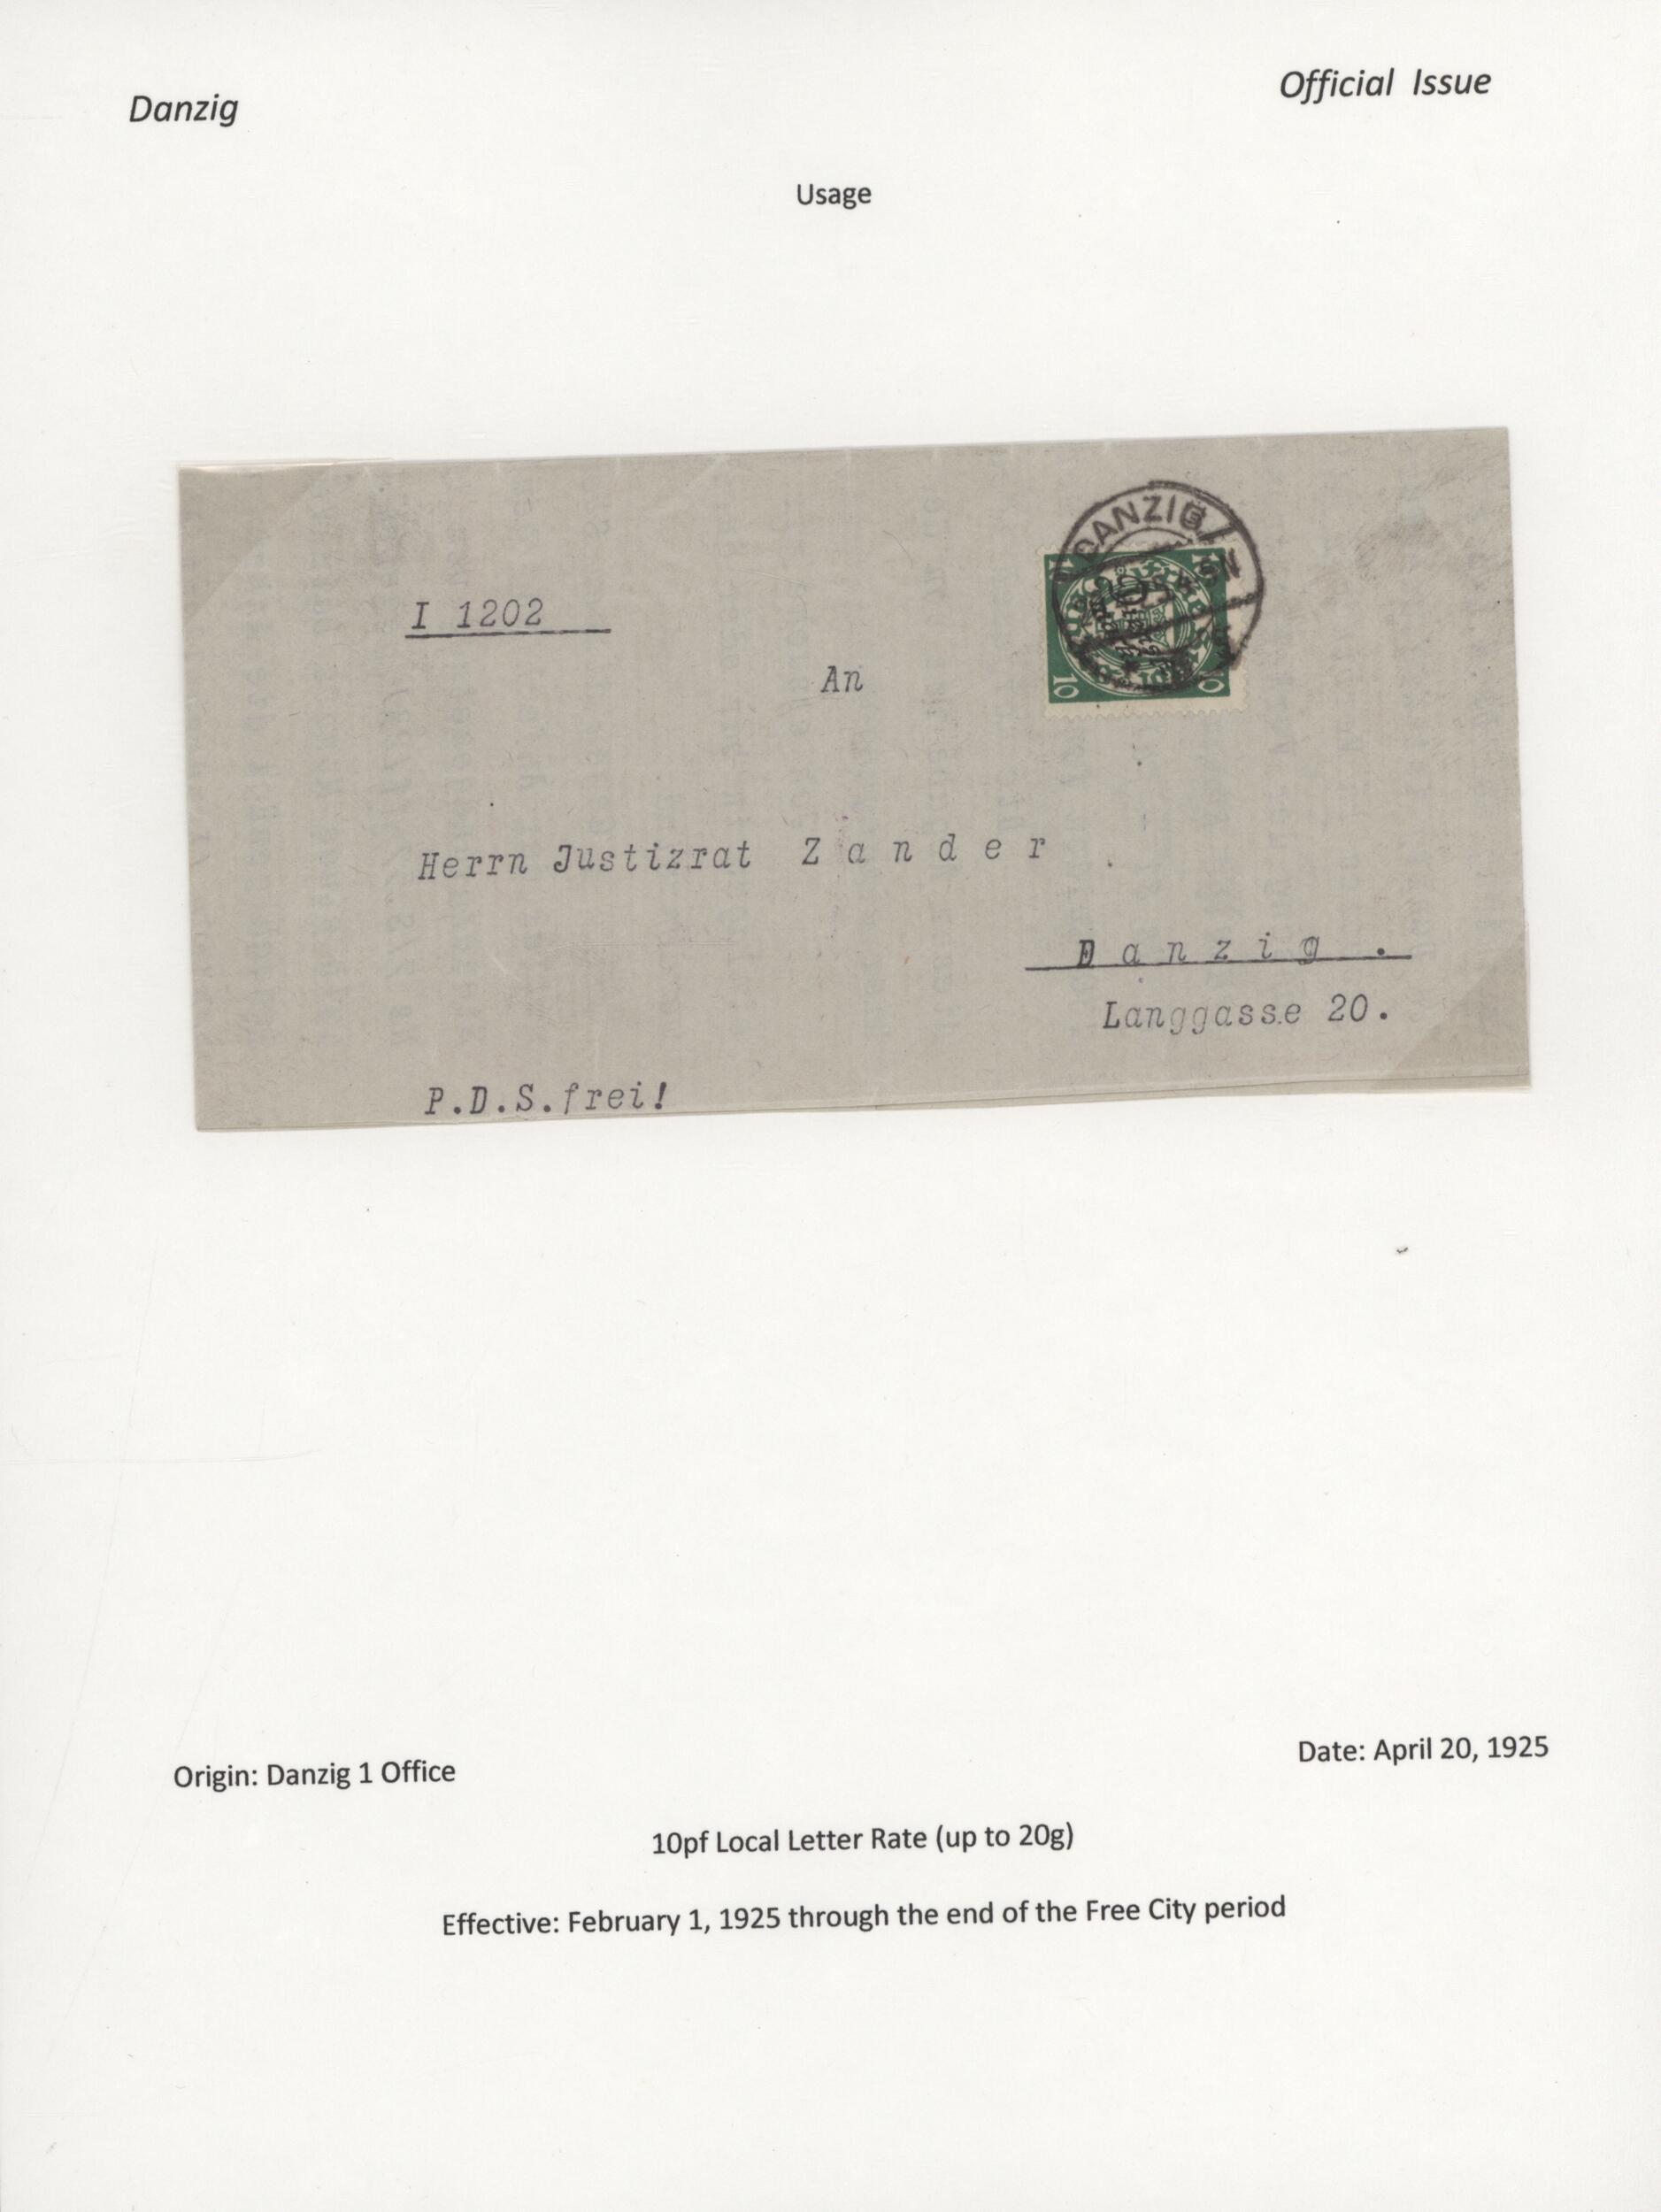 Danzig
Official Issue
Usage
DANZIG
10
I 1202
An
Herrn Justizrat Zander
Danzig.
Langgasse 20.
P.D.S.frei!
Origin: Danzig 1 Office
Date: April 20, 1925
10pf Local Letter Rate (up to 20g)
Effective: February 1, 1925 through the end of the Free City period